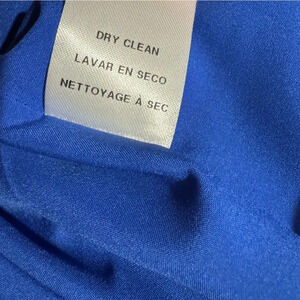 DRY CLEAN
LAVAR EN SECO
NETTOYAGE À SEC